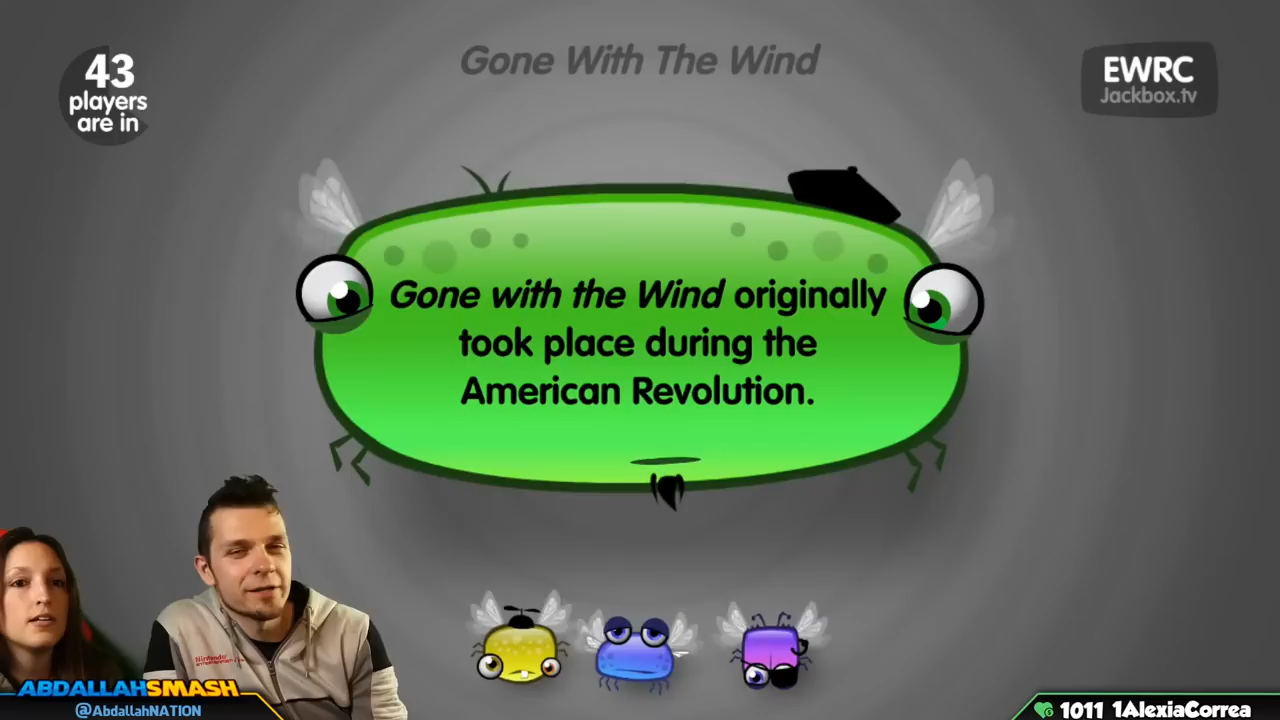 43
players
are in
Gone With The Wind
EWRC
Jackbox.tv
Gone with the Wind originally
took place during the
American Revolution.
ABDALLAHSMASH
@AbdallahNATION
1011 1AlexiaCorrea